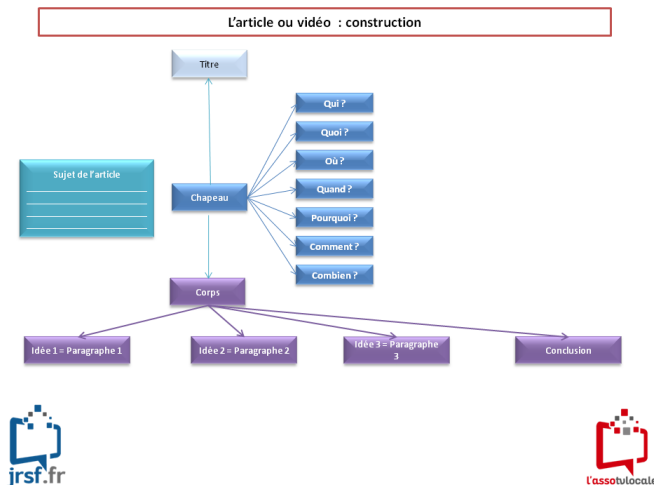 L'article ou vidéo : construction
Titre
Qui ?
Quoi ?
Où ?
Sujet de l'article
Quand ?
Chapeau
Pourquoi ?
Comment ?
Combien ?
Corps
Idée 1 = Paragraphe 1
Idée 2 = Paragraphe 2
Idée 3 = Paragraphe
3
Conclusion
jrsf.fr
l'assotvlocale